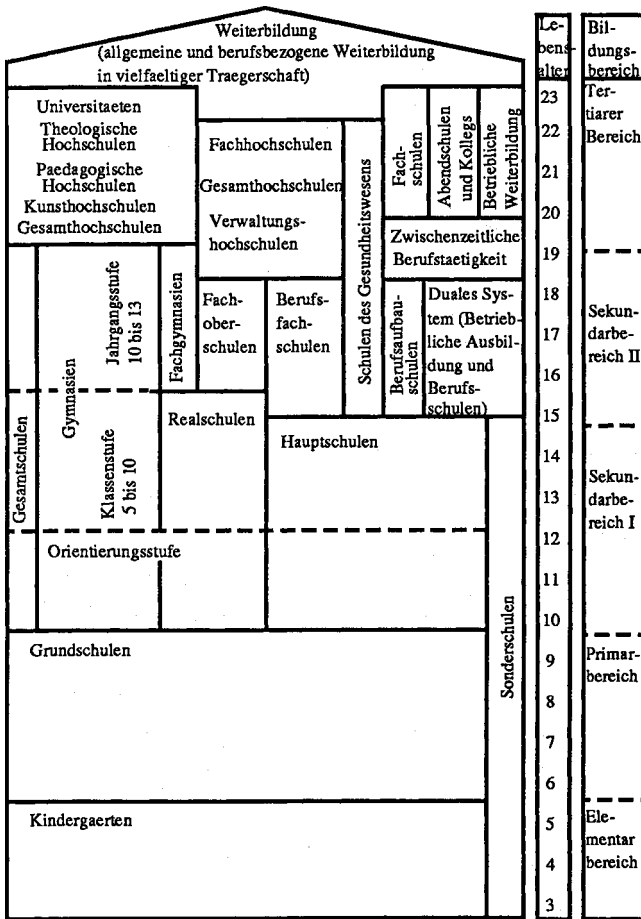 Weiterbildung
(allgemeine und berufsbezogene Weiterbildung
in vielfaeltiger Traegerschaft)
Universitaeten
Theologische
Hochschulen
Paedagogische
Hochschulen
Kunsthochschulen
Gesamthochschulen
Fachhochschulen
Gesamthochschulen
Verwaltungs-
hochschulen
Schulen des Gesundheitswesens
Fach-
schulen
Abendschulen
und Kollegs
Betriebliche
Weiterbildung
Zwischenzeitliche
Berufstaetigkeit
Gesamtschulen
Gymnasien
Jahrgangsstufe
10 bis 13
Klassenstufe
5 bis 10
Fachgymnasien
Fach-
ober-
schulen
Berufs-
fach-
schulen
Berufsaufbau-
schulen
Duales Sys-
tem (Betrieb-
liche Ausbil-
dung und
Berufs-
schulen)
Realschulen
Hauptschulen
Orientierungsstufe
Sonderschulen
Grundschulen
Kindergaerten
Le-
bens-
alter
23
22
21
20
19
18
17
16
15
14
13
12
11
10
9
8
7
6
5
4
3
Bil-
dungs-
bereich
Ter-
tiarer
Bereich
Sekun-
darbe-
reich II
Sekun-
darbe-
reich I
Primar-
bereich
Ele-
mentar
bereich